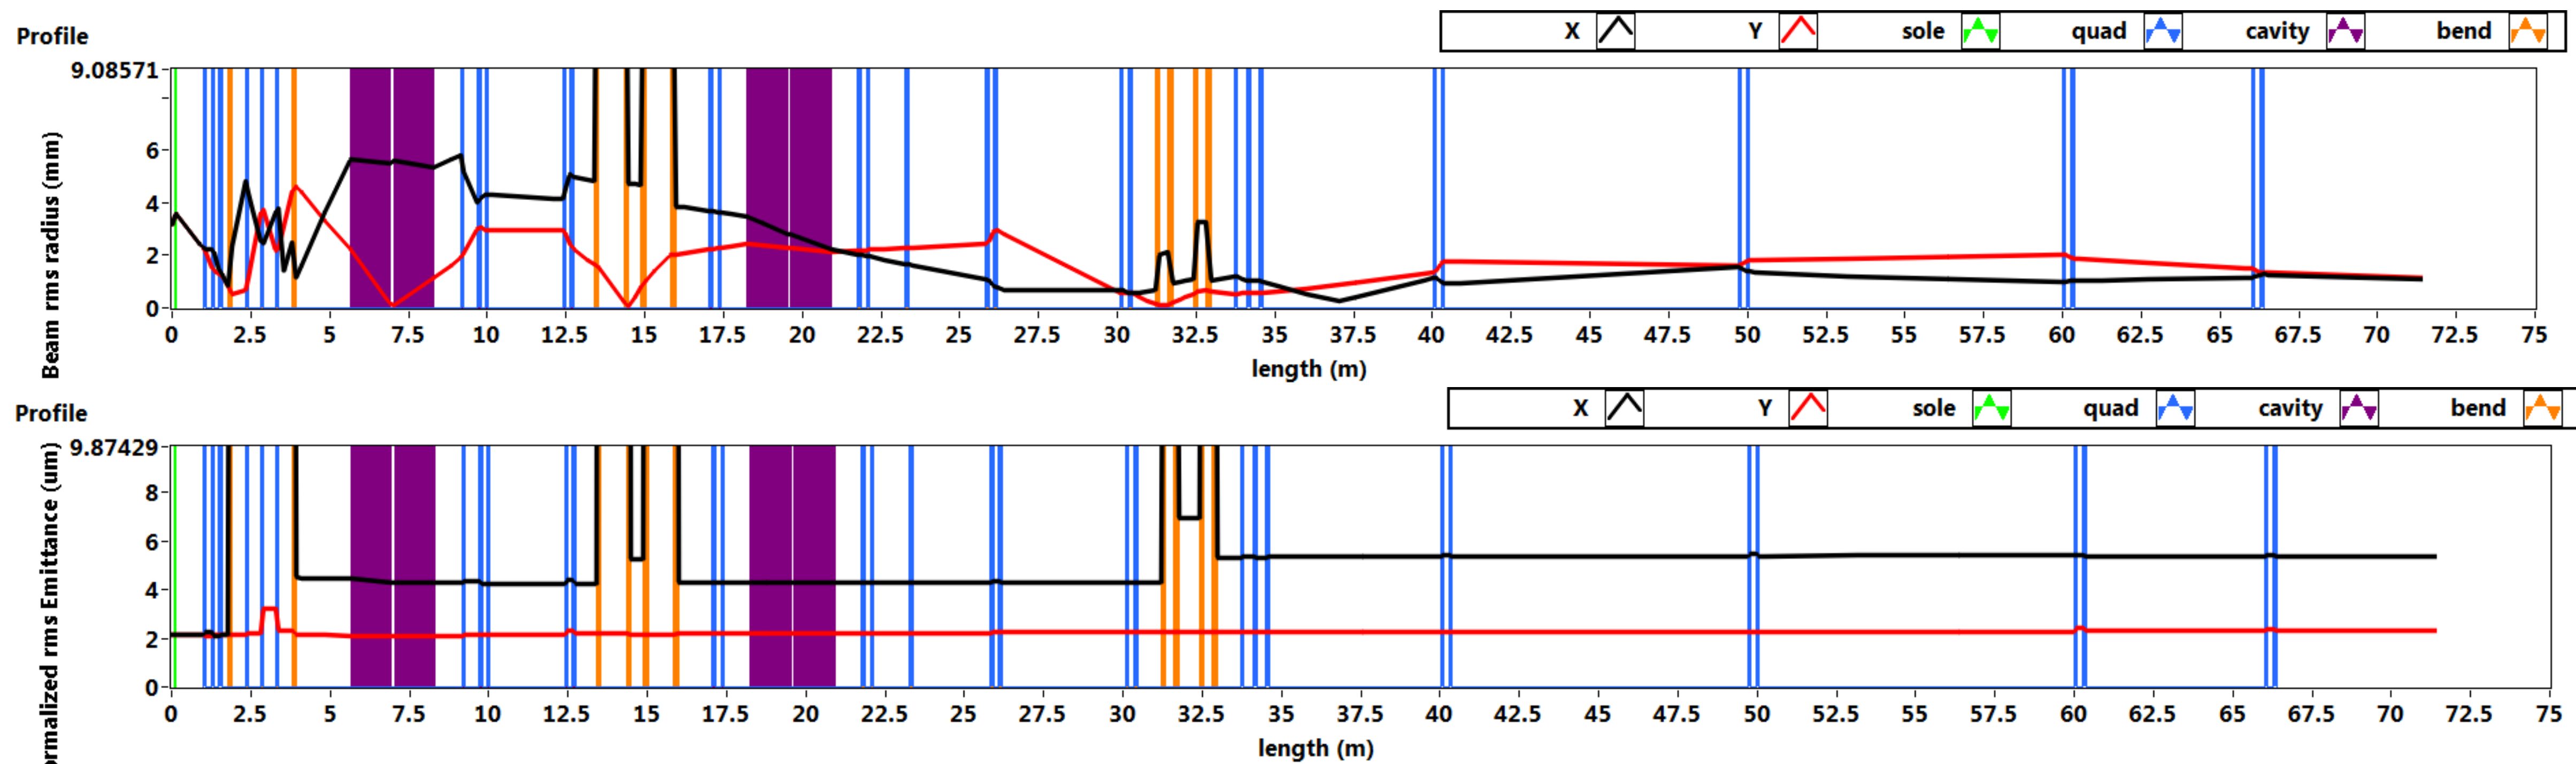 Profile
X Y sole quad cavity bend
9.08571
6
4
2
0
Beam rms radius (mm)
0 2.5 5 7.5 10 12.5 15 17.5 20 22.5 25 27.5 30 32.5 35 37.5 40 42.5 45 47.5 50 52.5 55 57.5 60 62.5 65 67.5 70 72.5 75
length (m)
Profile
X Y sole quad cavity bend
9.87429
8
6
4
2
0
ormalized rms Emittance (um)
0 2.5 5 7.5 10 12.5 15 17.5 20 22.5 25 27.5 30 32.5 35 37.5 40 42.5 45 47.5 50 52.5 55 57.5 60 62.5 65 67.5 70 72.5 75
length (m)